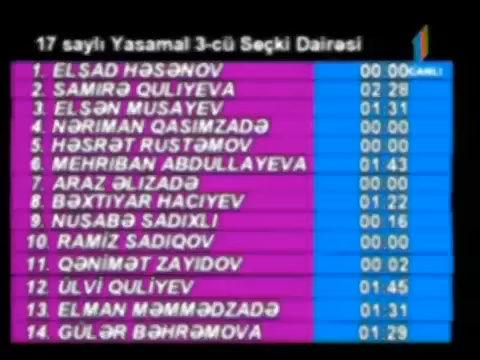 17 saylı Yasamal 3-cü Seçki Dairəsi
CANLI
1. ELŞAD HƏSƏNOV 00:00
2. SAMİRƏ QULİYEVA 02:28
3. ELŞƏN MUSAYEV 01:31
4. NƏRİMAN QASIMZADƏ 00:00
5. HƏSRƏT RÜSTƏMOV 00:00
6. MEHRİBAN ABDULLAYEVA 01:43
7. ARAZ ƏLİZADƏ 00:00
8. BƏXTİYAR HACIYEV 01:22
9. NUŞABƏ SADIXLI 00:16
10. RAMİZ SADIQOV 00:00
11. QƏNİMƏT ZAYIDOV 00:02
12. ÜLVİ QULİYEV 01:45
13. ELMAN MƏMMƏDZADƏ 01:31
14. GÜLƏR BƏHRƏMOVA 01:29